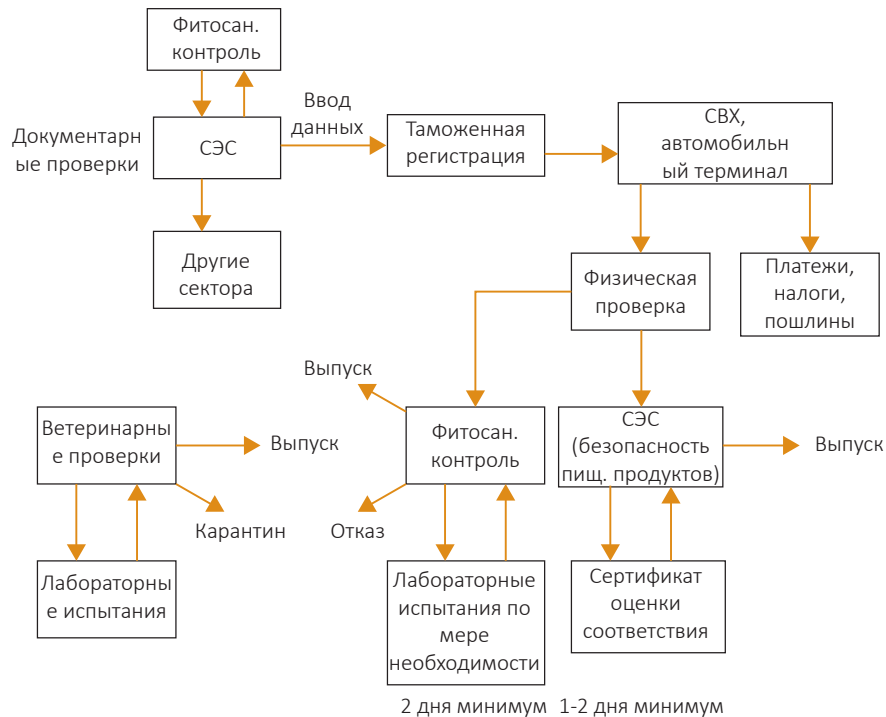 Фитосан.
контроль
Документарн
ые проверки
СЭС
Ввод
данных
Таможенная
регистрация
СВХ,
автомобильн
ый терминал
Другие
сектора
Физическая
проверка
Платежи,
налоги,
пошлины
Выпуск
Ветеринарны
е проверки
Выпуск
Карантин
Фитосан.
контроль
Отказ
СЭС
(безопасность
пищ. продуктов)
Выпуск
Лабораторны
е испытания
Лабораторные
испытания по
мере
необходимости
Сертификат
оценки
соответствия
2 дня минимум
1-2 дня минимум